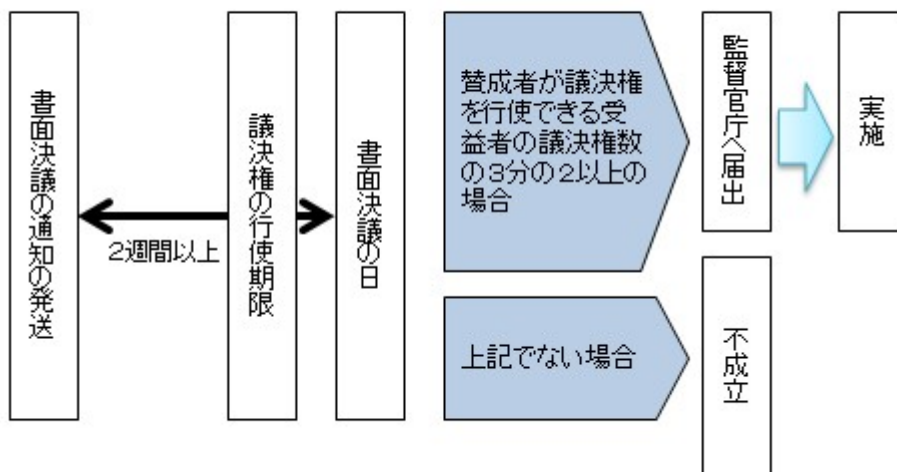 書面決議の通知の発送
2週間以上
議決権の行使期限
書面決議の日
賛成者が議決権
を行使できる受
益者の議決権数
の3分の2以上の
場合
監督官庁へ届出
実施
上記でない場合
不成立